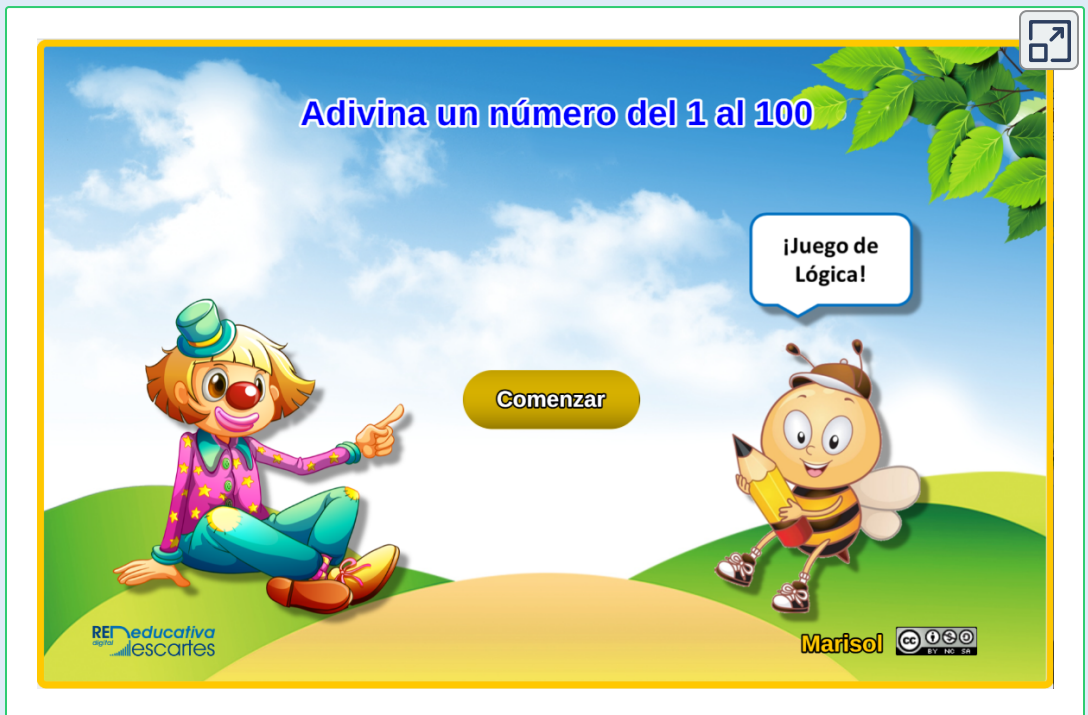 Adivina un número del 1 al 100
¡Juego de
Lógica!
Comenzar
RED educativa
digital Descartes
Marisol
cc
BY NC SA